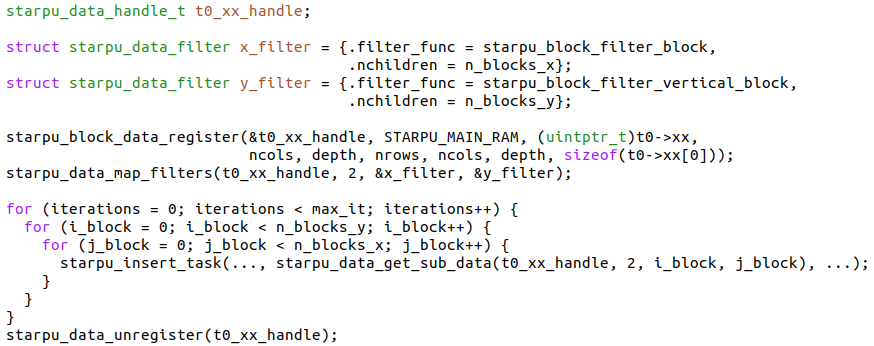 starpu_data_handle_t t0_xx_handle;

struct starpu_data_filter x_filter = {.filter_func = starpu_block_filter_block,
                                      .nchildren = n_blocks_x};
struct starpu_data_filter y_filter = {.filter_func = starpu_block_filter_vertical_block,
                                      .nchildren = n_blocks_y};

starpu_block_data_register(&t0_xx_handle, STARPU_MAIN_RAM, (uintptr_t)t0->xx,
                           ncols, depth, nrows, ncols, depth, sizeof(t0->xx[0]));
starpu_data_map_filters(t0_xx_handle, 2, &x_filter, &y_filter);

for (iterations = 0; iterations < max_it; iterations++) {
  for (i_block = 0; i_block < n_blocks_y; i_block++) {
    for (j_block = 0; j_block < n_blocks_x; j_block++) {
      starpu_insert_task(..., starpu_data_get_sub_data(t0_xx_handle, 2, i_block, j_block), ...);
    }
  }
}
starpu_data_unregister(t0_xx_handle);